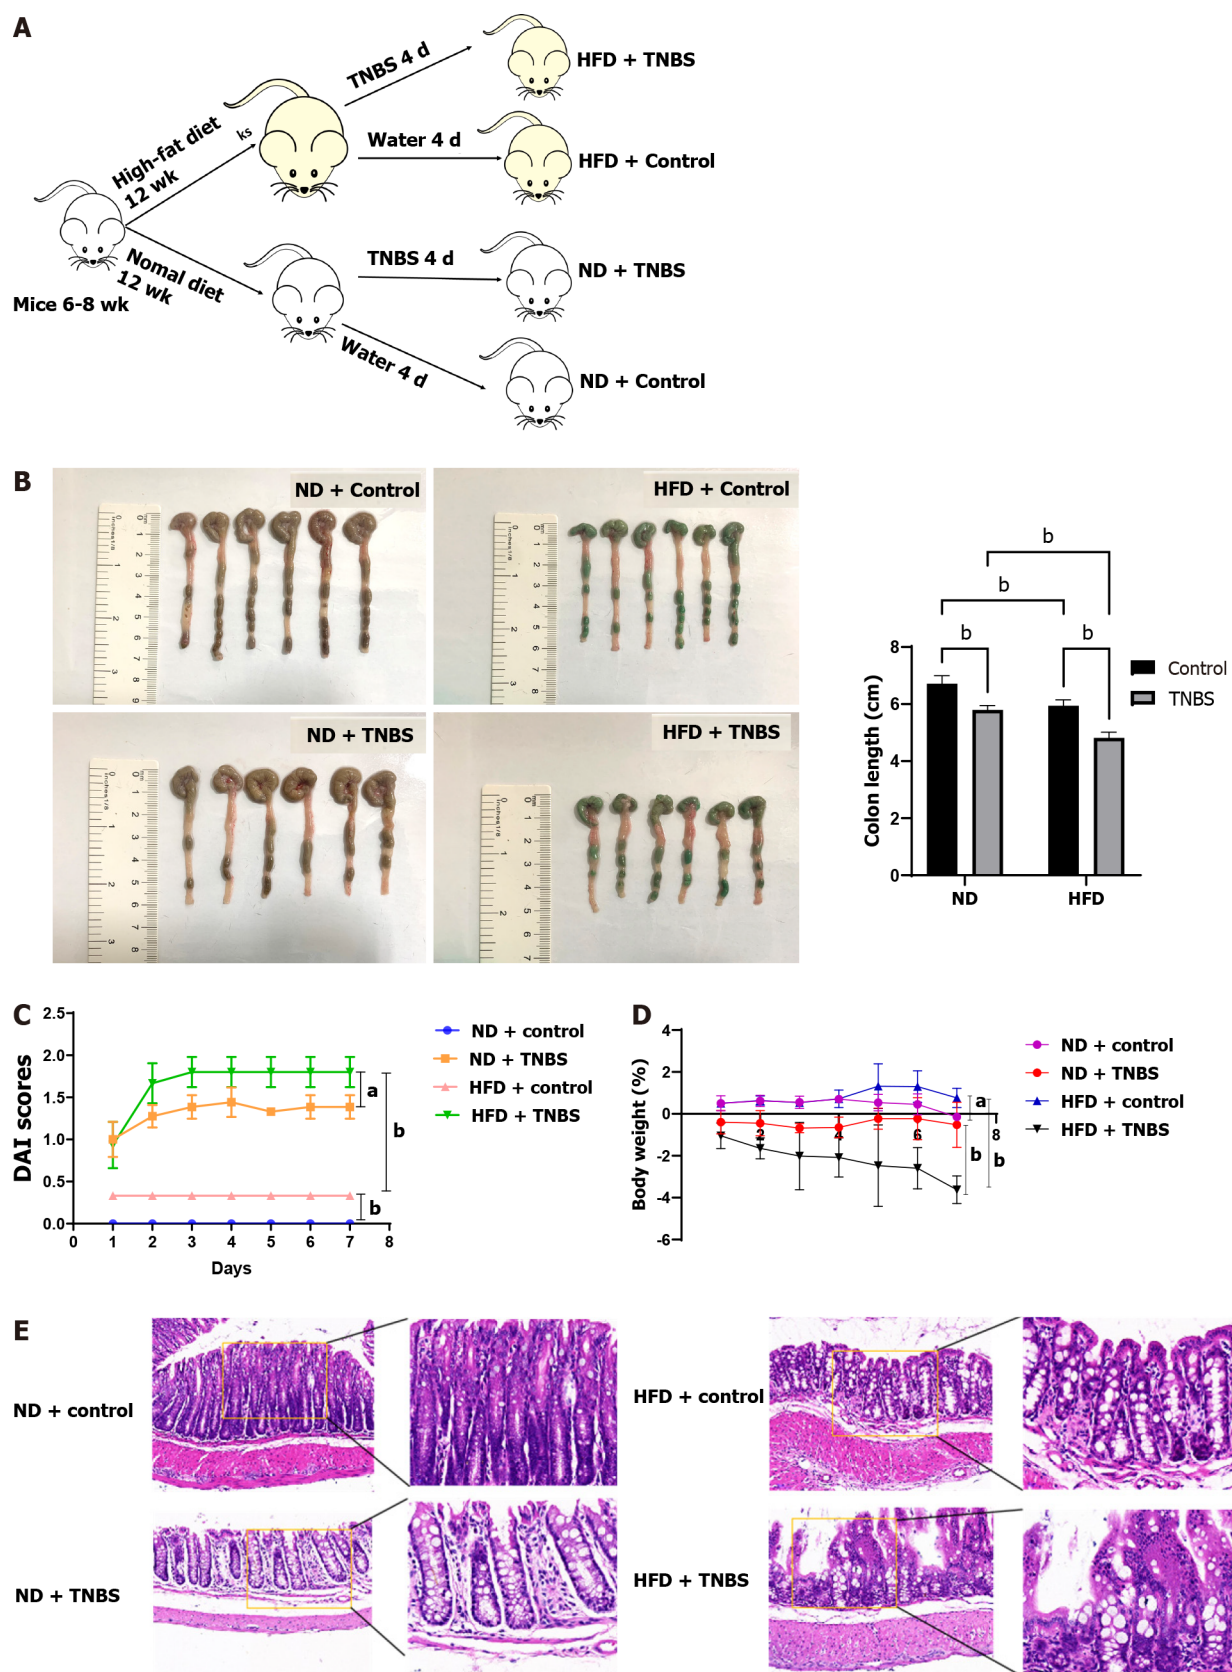 A
TNBS 4 d
HFD + TNBS
High-fat diet
12 wk
ks
Water 4 d
HFD + Control
Nomal diet
12 wk
Mice 6-8 wk
TNBS 4 d
ND + TNBS
Water 4 d
ND + Control
B
ND + Control
HFD + Control
ND + TNBS
HFD + TNBS
b
b
b
b
Control
TNBS
Colon length (cm)
8
6
4
2
0
ND
HFD
C
DAI scores
2.5
2.0
1.5
1.0
0.5
0.0
0 1 2 3 4 5 6 7 8
Days
a
b
b
ND + control
ND + TNBS
HFD + control
HFD + TNBS
D
Body weight (%)
4
2
0
-2
-4
-6
2 4 6 8
a
b
b
ND + control
ND + TNBS
HFD + control
HFD + TNBS
E
ND + control
HFD + control
ND + TNBS
HFD + TNBS